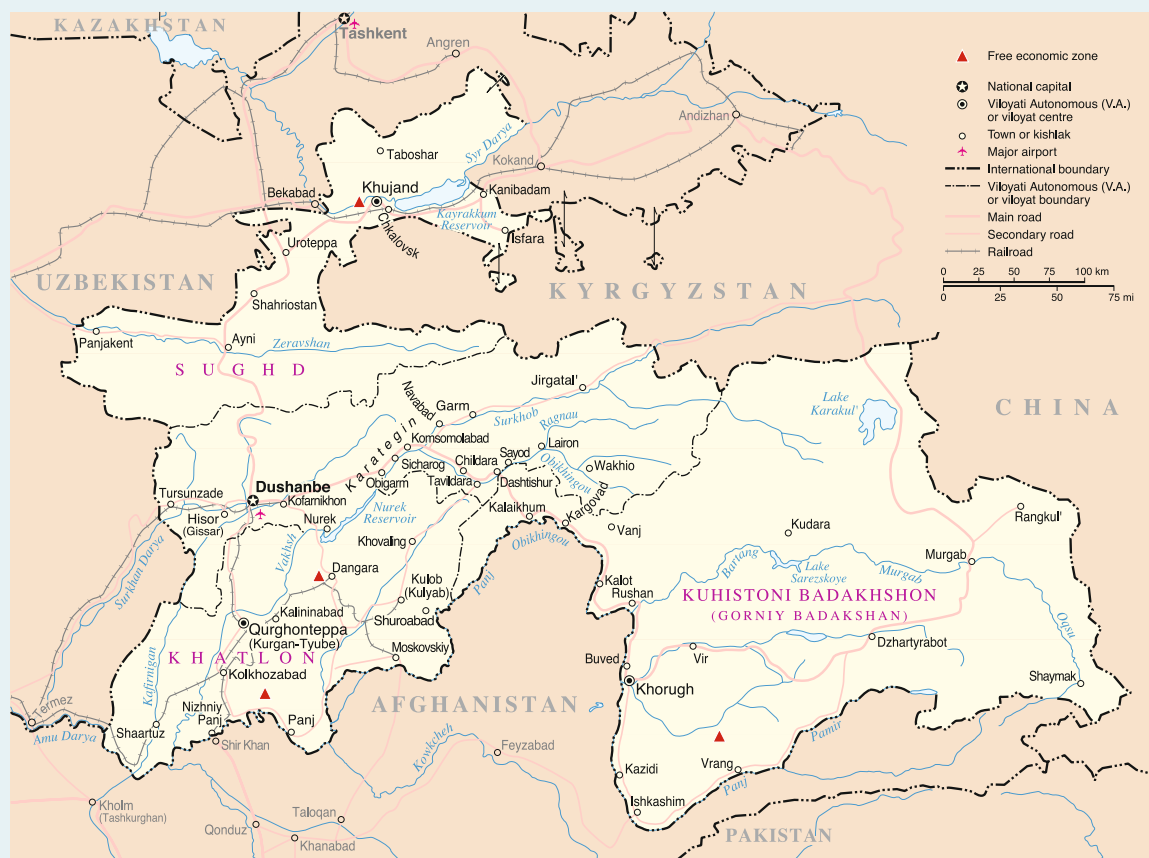 KAZAKHSTAN
Tashkent
Angren
Andizhan
Kokand
Syr Darya
Taboshar
Bekabad
Khujand
Chkalovsk
Kanibadam
Kayrakkum
Reservoir
Isfara
Uroteppa
UZBEKISTAN
KYRGYZSTAN
Shahriostan
Panjakent
Ayni
Zeravshan
SUGHD
Free economic zone
National capital
Viloyati Autonomous (V.A.)
or viloyat centre
Town or kishlak
Major airport
International boundary
Viloyati Autonomous (V.A.)
or viloyat boundary
Main road
Secondary road
Railroad
0 25 50 75 100 km
0 25 50 75 mi
Jirgatal'
Navabad
Garm
Surkhob
Ragnau
Lake
Karakul'
CHINA
Karategin
Komsomolabad
Lairon
Sicharog
Childara
Sayod
Obikhingou
Wakhio
Obigarm
Tavildara
Dashtishur
Tursunzade
Dushanbe
Kofarnikhon
Hisor
(Gissar)
Nurek
Nurek
Reservoir
Kalaikhum
Kargovad
Vanj
Obikhingou
Kudara
Rangkul'
Khovaling
Surkhan Darya
Vakhsh
Panj
Bartang
Lake
Sarezskoye
Murgab
Murgab
Dangara
Kulob
(Kulyab)
Kalot
Rushan
KUHISTONI BADAKHSHON
(GORNIY BADAKHSHAN)
Kalininabad
Shuroabad
Qurghonteppa
(Kurgan-Tyube)
Moskovskiy
KHATLON
Kolkhozabad
Kafirnigan
Dzhartyrabot
Oqsu
Vir
Buved
Khorugh
Shaymak
AFGHANISTAN
Termez
Amu Darya
Shaartuz
Nizhniy
Panj
Panj
Shir Khan
Kowkcheh
Feyzabad
Pamir
Vrang
Panj
Kazidi
Ishkashim
Kholm
(Tashkurghan)
Qonduz
Taloqan
Khanabad
PAKISTAN